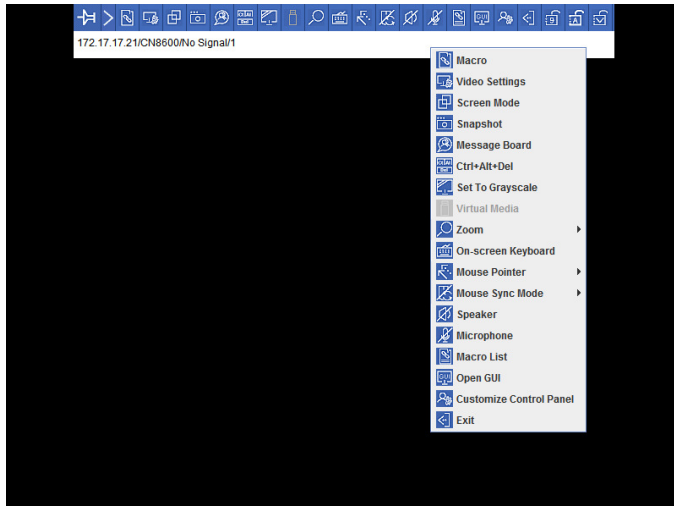 172.17.17.21/CN8600/No Signal/1
Macro
Video Settings
Screen Mode
Snapshot
Message Board
Ctrl+Alt+Del
Set To Grayscale
Virtual Media
Zoom
On-screen Keyboard
Mouse Pointer
Mouse Sync Mode
Speaker
Microphone
Macro List
Open GUI
Customize Control Panel
Exit